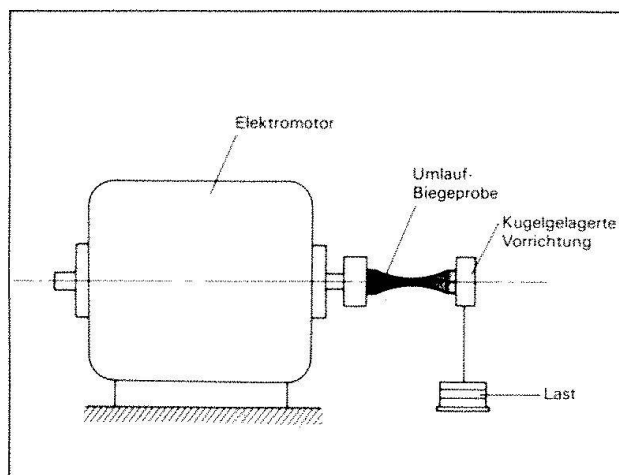 Elektromotor
Umlauf-
Biegeprobe
Kugelgelagerte
Vorrichtung
Last